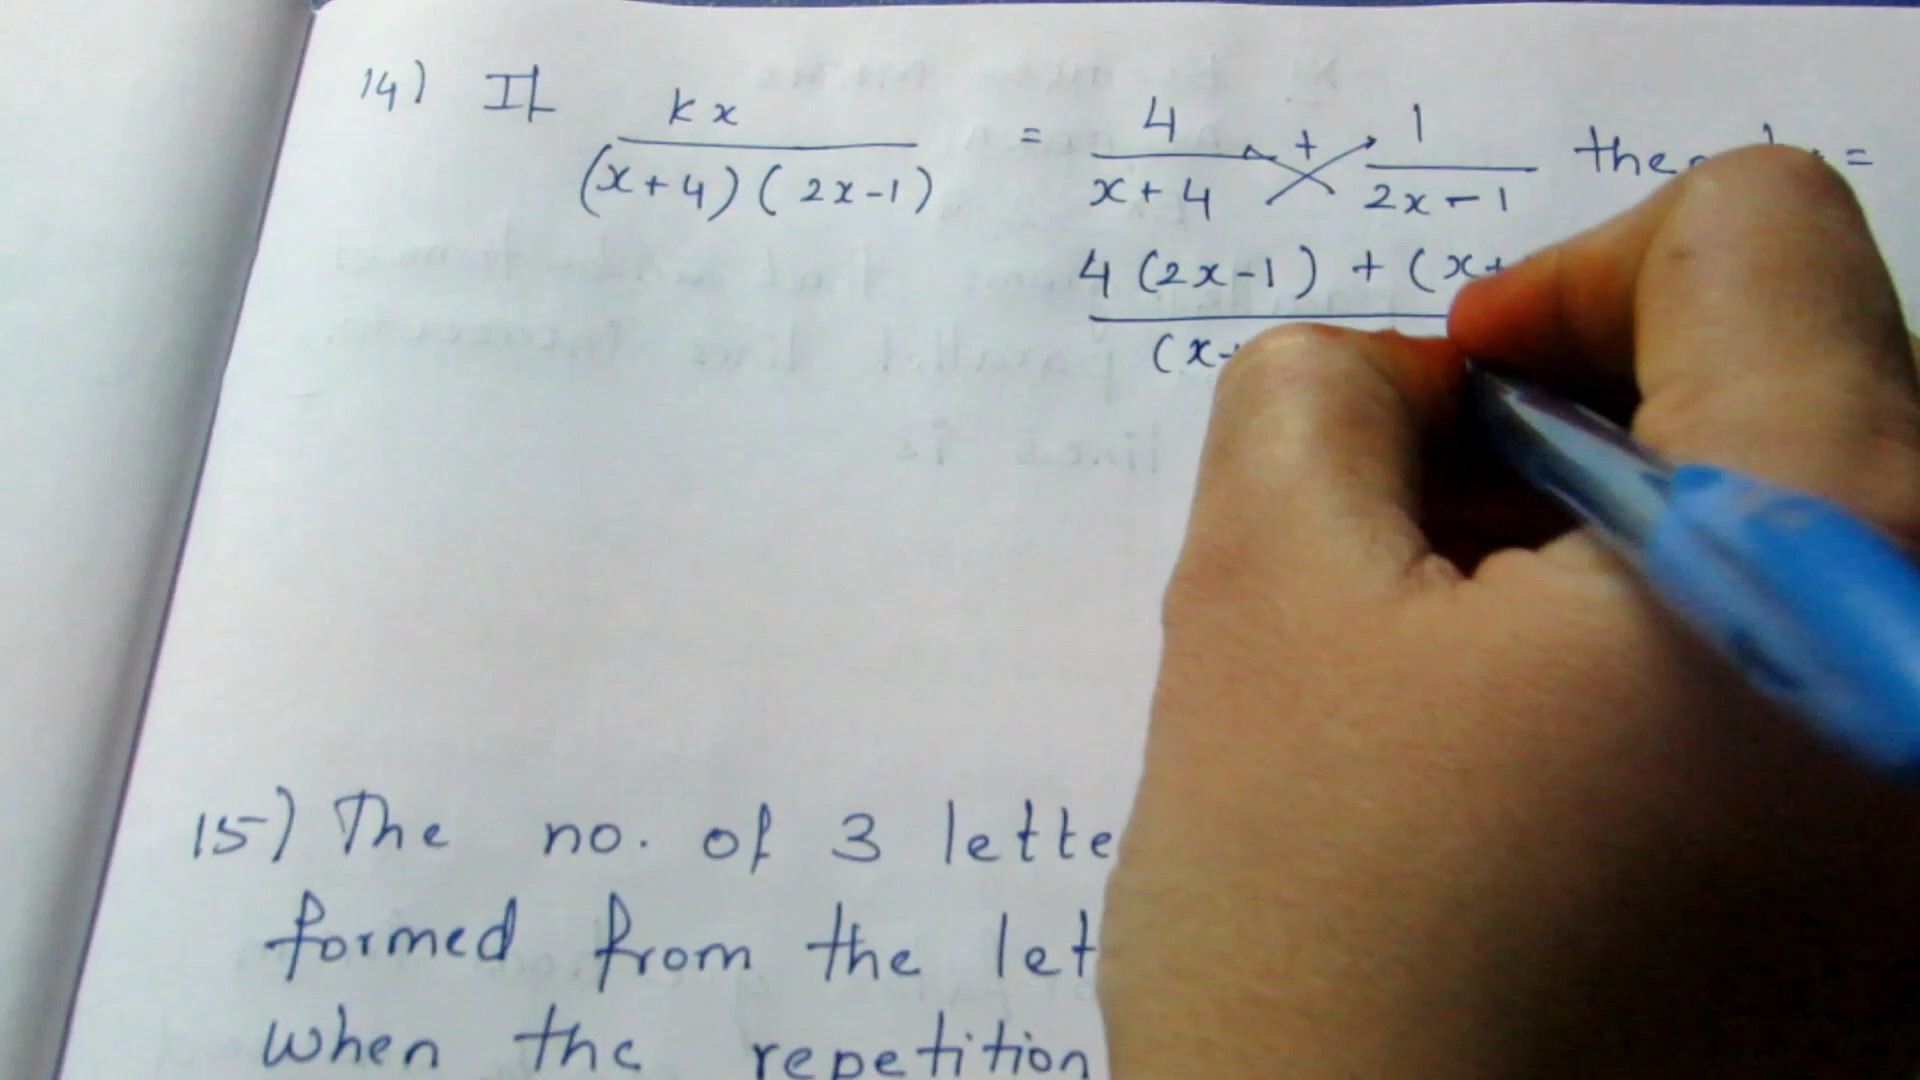 14) If kx / (x+4)(2x-1) = 4 / x+4 + 1 / 2x-1 then =
4(2x-1) + (x+
(x+
15) The no. of 3 lette
formed from the let
when the repetition